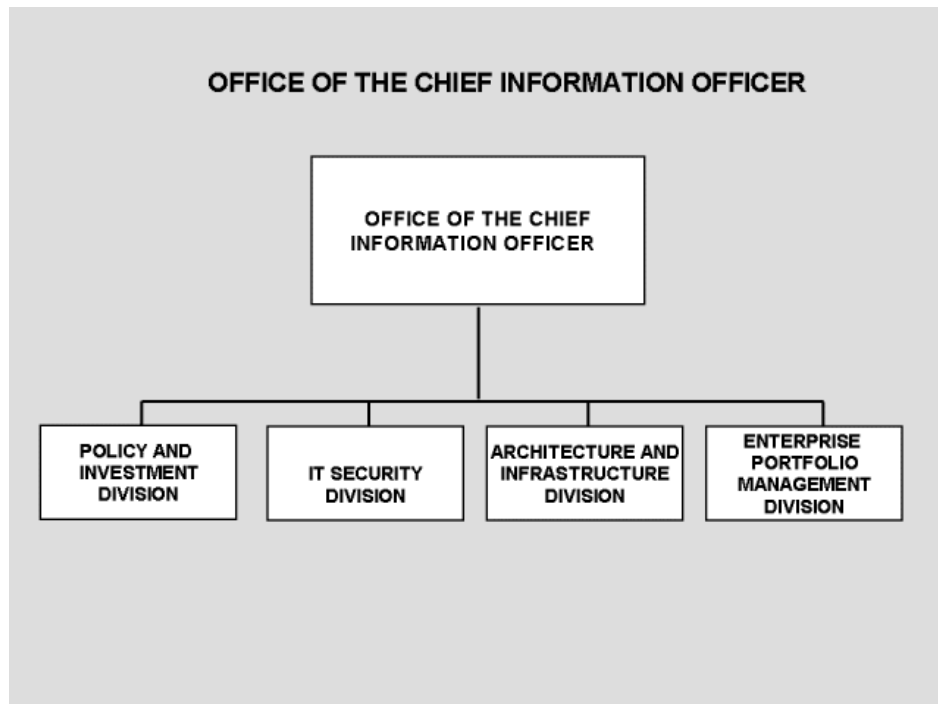 OFFICE OF THE CHIEF INFORMATION OFFICER
OFFICE OF THE CHIEF
INFORMATION OFFICER
POLICY AND
INVESTMENT
DIVISION
IT SECURITY
DIVISION
ARCHITECTURE AND
INFRASTRUCTURE
DIVISION
ENTERPRISE
PORTFOLIO
MANAGEMENT
DIVISION